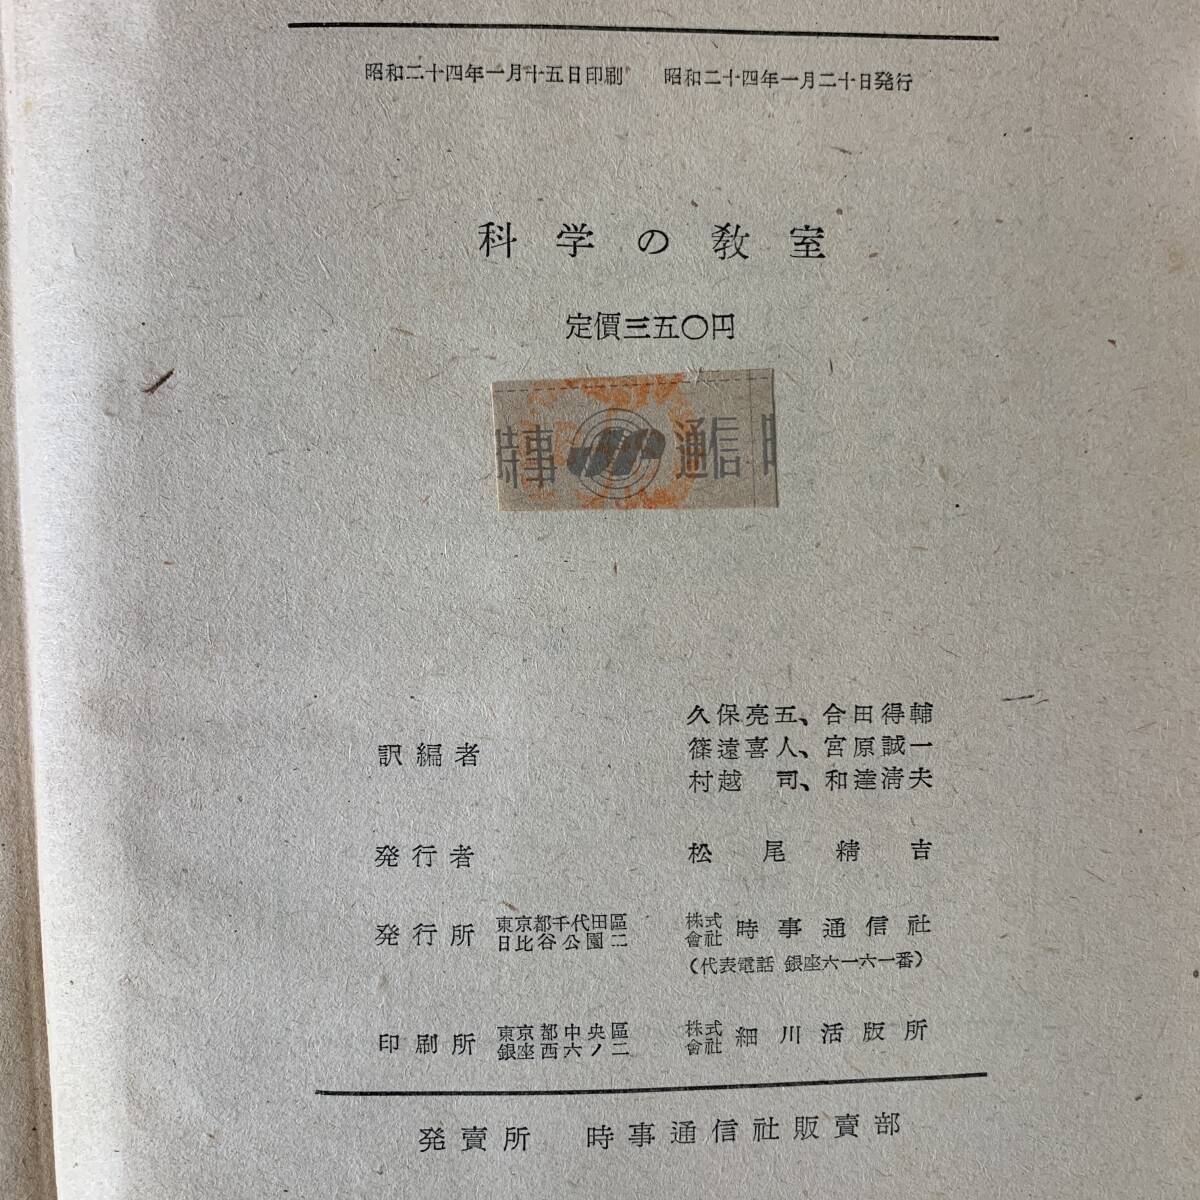 昭和二十四年一月十五日印刷　昭和二十四年一月二十日発行
科学の教室
定價三五〇円
時事 JP 通信 時
訳編者
久保亮五、合田得輔
篠遠喜人、宮原誠一
村越　司、和達清夫
発行者　松尾精吉
発行所　東京都千代田區日比谷公園二　株式會社　時事通信社
（代表電話　銀座六一六一番）
印刷所　東京都中央區銀座西六ノ二　株式會社　細川活版所
発賣所　時事通信社販賣部